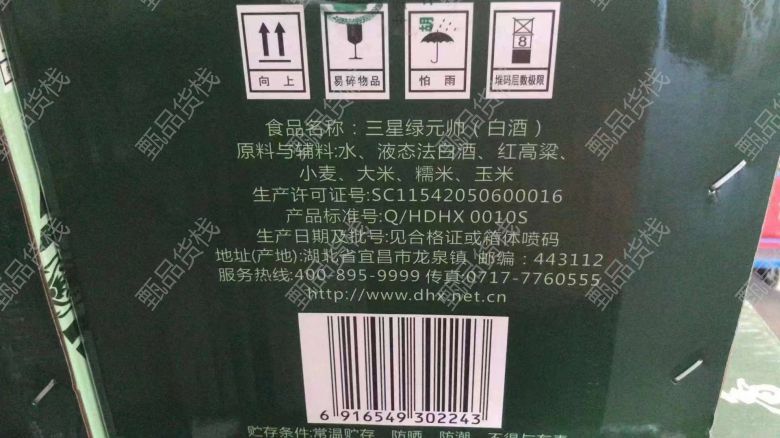 胡
8
向 上
易碎物品
怕 雨
堆码层数极限
食品名称：三星绿元帅（白酒）
原料与辅料:水、液态法白酒、红高粱、
小麦、大米、糯米、玉米
生产许可证号:SC11542050600016
产品标准号:Q/HDHX 0010S
生产日期及批号:见合格证或箱体喷码
地址(产地):湖北省宜昌市龙泉镇 邮编：443112
服务热线:400-895-9999 传真:0717-7760555
http://www.dhx.net.cn
6 916549 302243
贮存条件:常温贮存、防晒、防潮、不得与有毒
甄品货栈